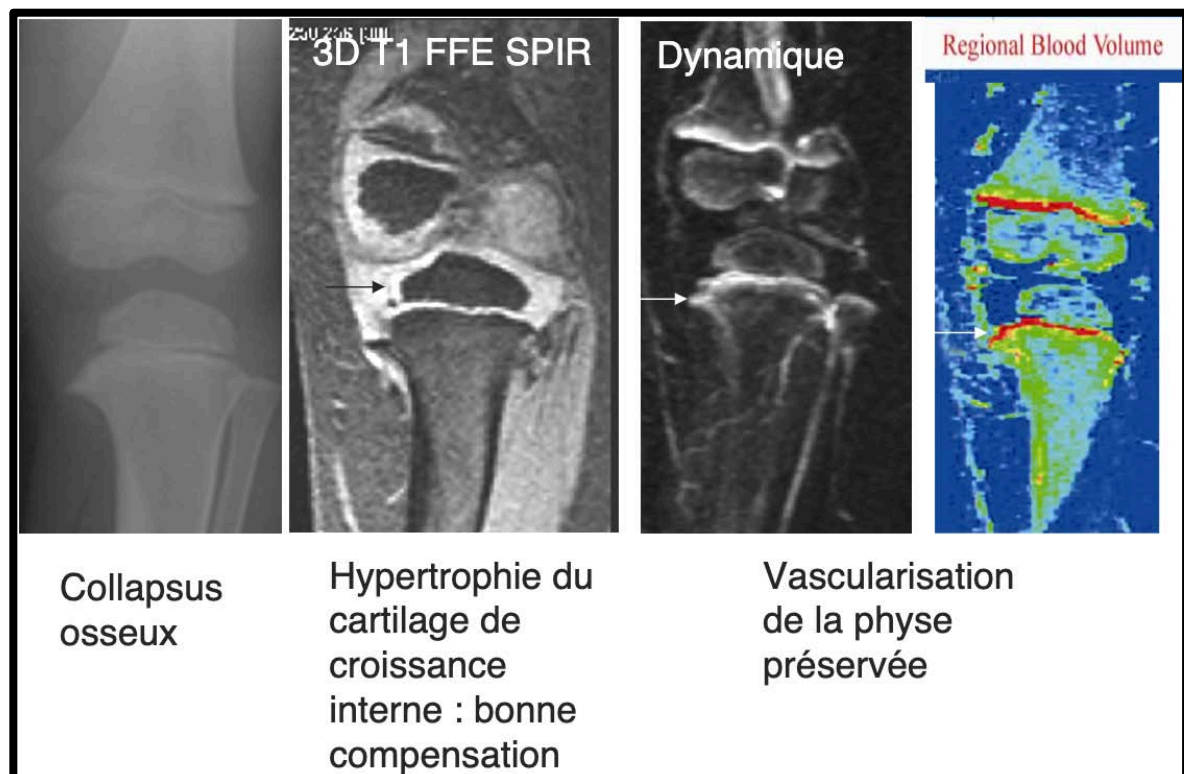 3D T1 FFE SPIR
Dynamique
Regional Blood Volume
Collapsus
osseux
Hypertrophie du
cartilage de
croissance
interne : bonne
compensation
Vascularisation
de la physe
préservée